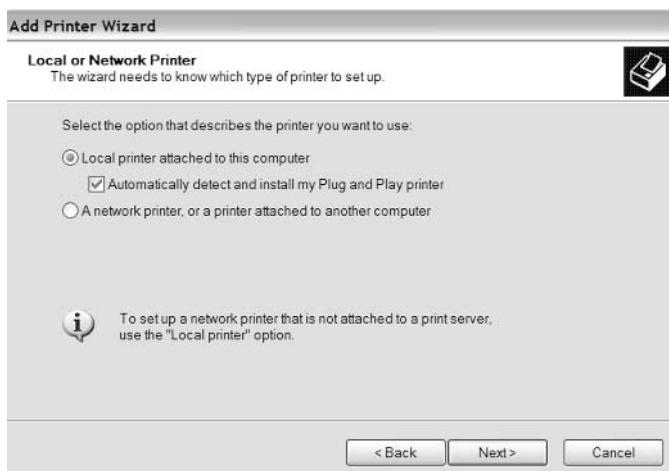 Add Printer Wizard
Local or Network Printer
The wizard needs to know which type of printer to set up.
Select the option that describes the printer you want to use:
Local printer attached to this computer
Automatically detect and install my Plug and Play printer
A network printer, or a printer attached to another computer
To set up a network printer that is not attached to a print server,
use the "Local printer" option.
< Back
Next >
Cancel